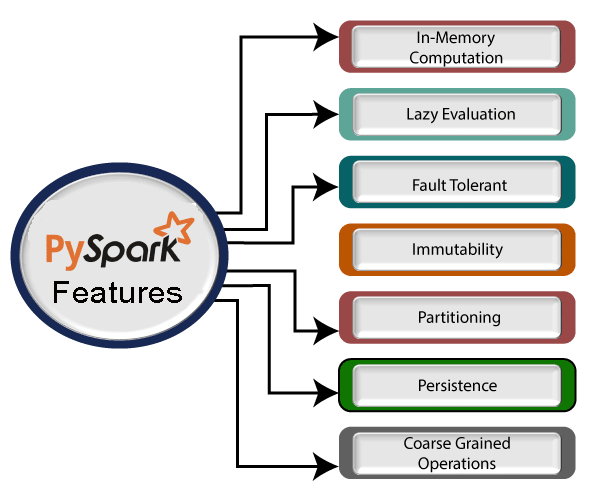 In-Memory
Computation
Lazy Evaluation
Fault Tolerant
PySpark
Features
Immutability
Partitioning
Persistence
Coarse Grained
Operations